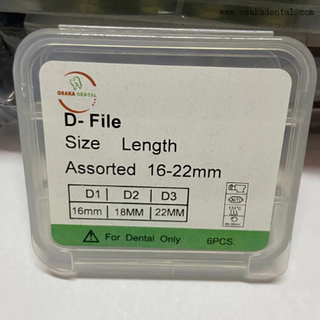 www.osakadental.com
OSAKA DENTAL
D- File
Size Length
Assorted 16-22mm
D1 D2 D3
16mm 18MM 22MM
For Dental Only 6PCS.